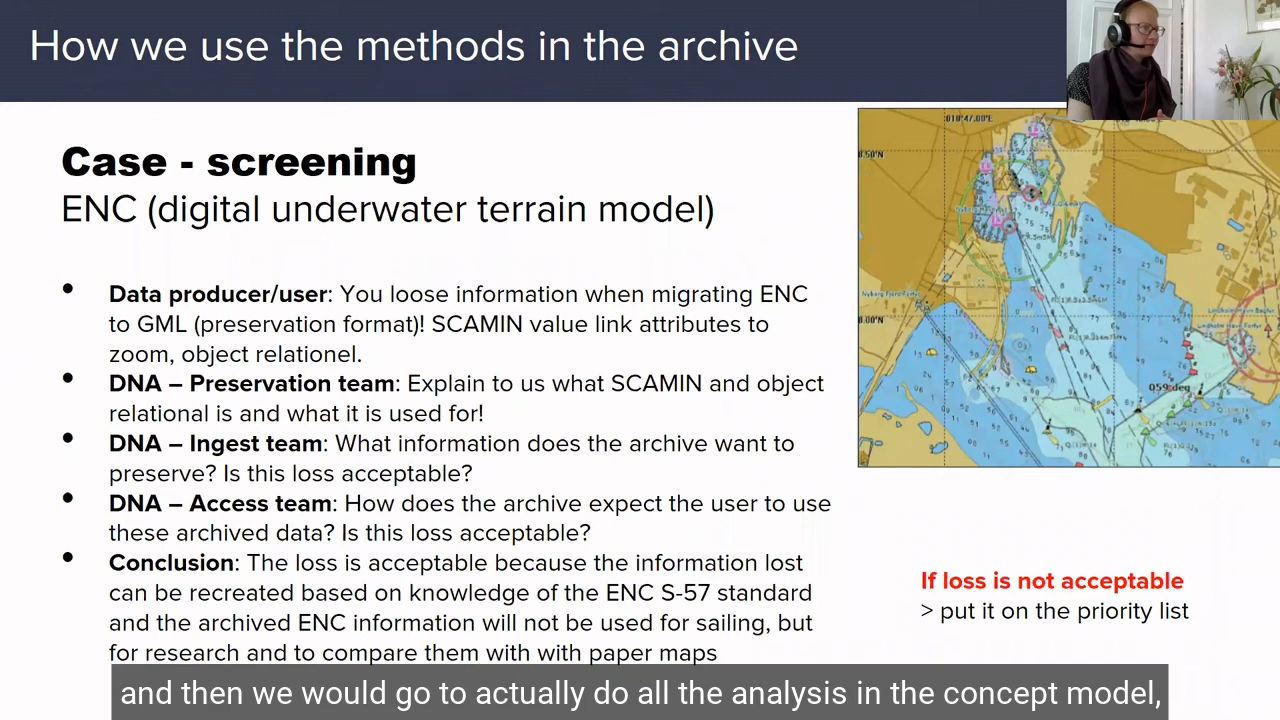 How we use the methods in the archive
Case - screening
ENC (digital underwater terrain model)
• Data producer/user: You loose information when migrating ENC
to GML (preservation format)! SCAMIN value link attributes to
zoom, object relationel.
• DNA – Preservation team: Explain to us what SCAMIN and object
relational is and what it is used for!
• DNA – Ingest team: What information does the archive want to
preserve? Is this loss acceptable?
• DNA – Access team: How does the archive expect the user to use
these archived data? Is this loss acceptable?
• Conclusion: The loss is acceptable because the information lost
can be recreated based on knowledge of the ENC S-57 standard
and the archived ENC information will not be used for sailing, but
for research and to compare them with with paper maps
010°47.00'E
059 deg
If loss is not acceptable
> put it on the priority list
and then we would go to actually do all the analysis in the concept model,